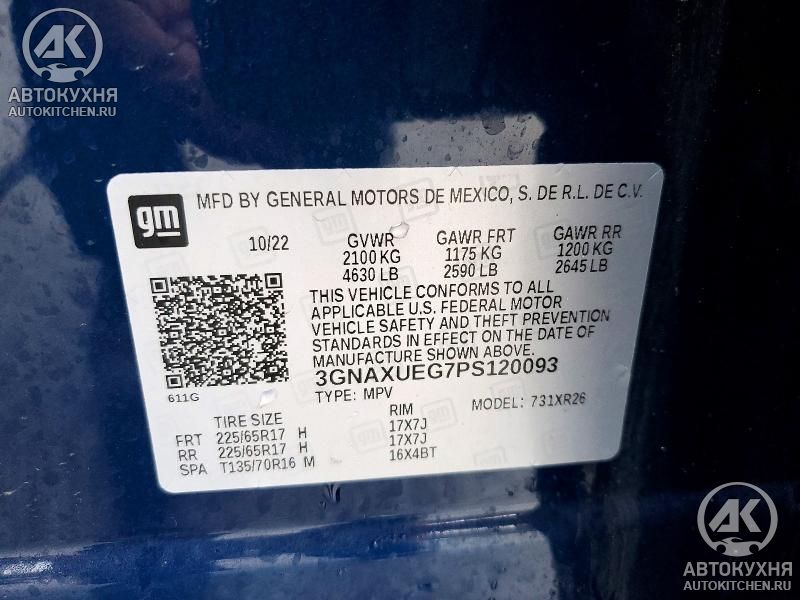 АК
АВТОКУХНЯ
AUTOKITCHEN.RU
gm
MFD BY GENERAL MOTORS DE MEXICO, S. DE R.L. DE C.V.
10/22 GVWR GAWR FRT GAWR RR
2100 KG 1175 KG 1200 KG
4630 LB 2590 LB 2645 LB
THIS VEHICLE CONFORMS TO ALL
APPLICABLE U.S. FEDERAL MOTOR
VEHICLE SAFETY AND THEFT PREVENTION
STANDARDS IN EFFECT ON THE DATE OF
MANUFACTURE SHOWN ABOVE.
3GNAXUEG7PS120093
611G
TYPE: MPV MODEL: 731XR26
TIRE SIZE RIM
FRT 225/65R17 H 17X7J
RR 225/65R17 H 17X7J
SPA T135/70R16 M 16X4BT
АК
АВТОКУХНЯ
AUTOKITCHEN.RU